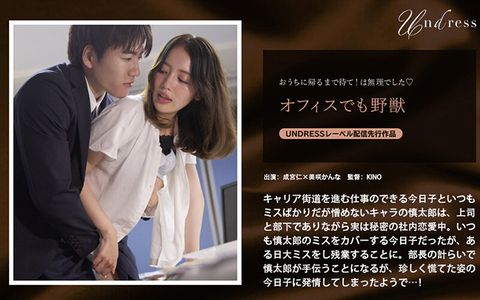 Undress
おうちに帰るまで待て！は無理でした♡
オフィスでも野獣
UNDRESSレーベル配信先行作品
出演：成宮仁×美咲かんな　監督：KINO
キャリア街道を進む仕事のできる今日子といつも
ミスばかりだが憎めないキャラの慎太郎は、上司
と部下でありながら実は秘密の社内恋愛中。いつ
も慎太郎のミスをカバーする今日子だったが、あ
る日大ミスをし残業することに。部長の計らいで
慎太郎が手伝うことになるが、珍しく慌てた姿の
今日子に発情してしまったようで…！